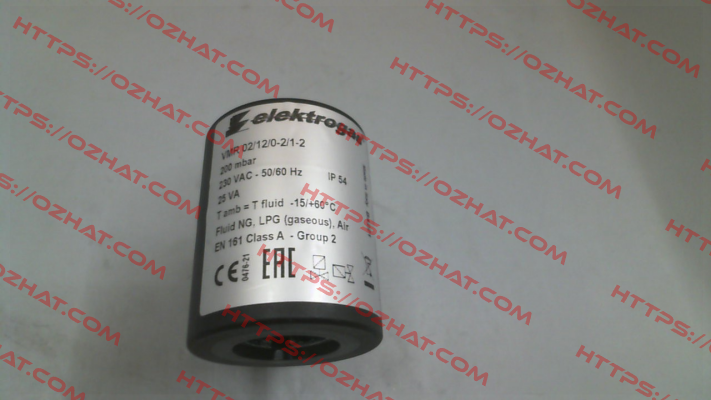 elektrogas
VMR 02/12/0-2/1-2
200 mbar
230 VAC - 50/60 Hz IP 54
25 VA
T amb = T fluid -15/+60°C
Fluid NG, LPG (gaseous), Air
EN 161 Class A - Group 2
CE EAC
0476-21
HTTPS://OZHAT.COM